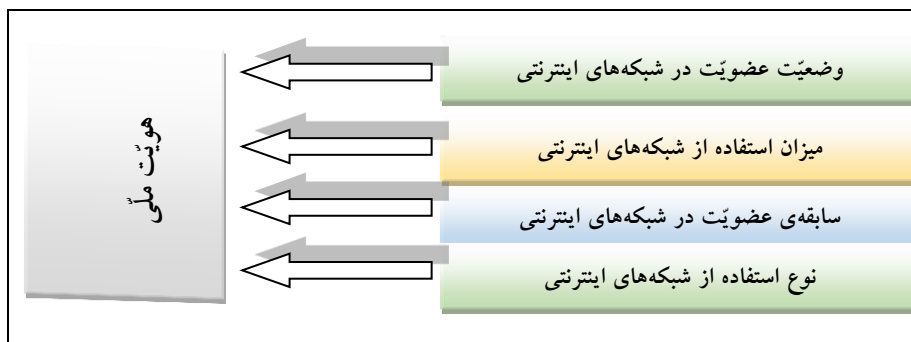 وضعیّت عضویّت در شبکه‌های اینترنتی
میزان استفاده از شبکه‌های اینترنتی
سابقه‌ی عضویّت در شبکه‌های اینترنتی
نوع استفاده از شبکه‌های اینترنتی
هویّت ملّی